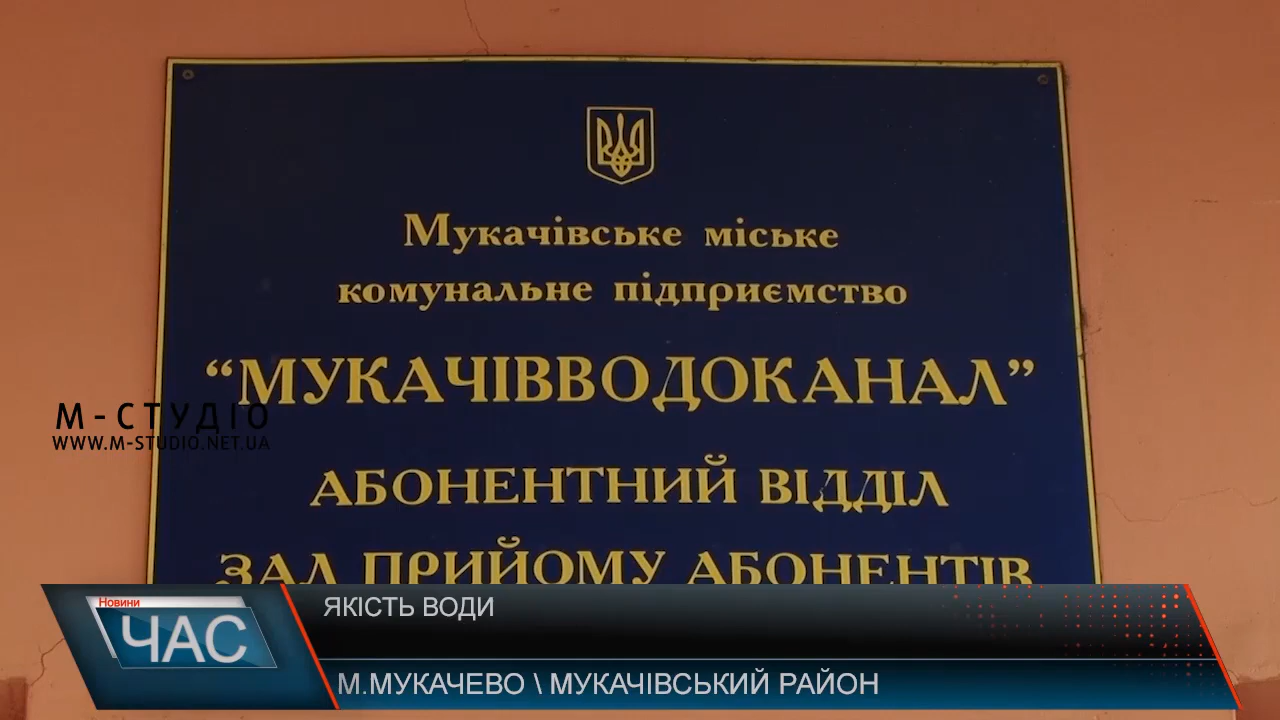 Мукачівське міське
комунальне підприємство
“МУКАЧІВВОДОКАНАЛ”
М-СТУДІО
WWW.M-STUDIO.NET.UA
АБОНЕНТНИЙ ВІДДІЛ
ЗАЛ ПРИЙОМУ АБОНЕНТІВ
Новини
ЧАС
ЯКІСТЬ ВОДИ
М.МУКАЧЕВО \ МУКАЧІВСЬКИЙ РАЙОН